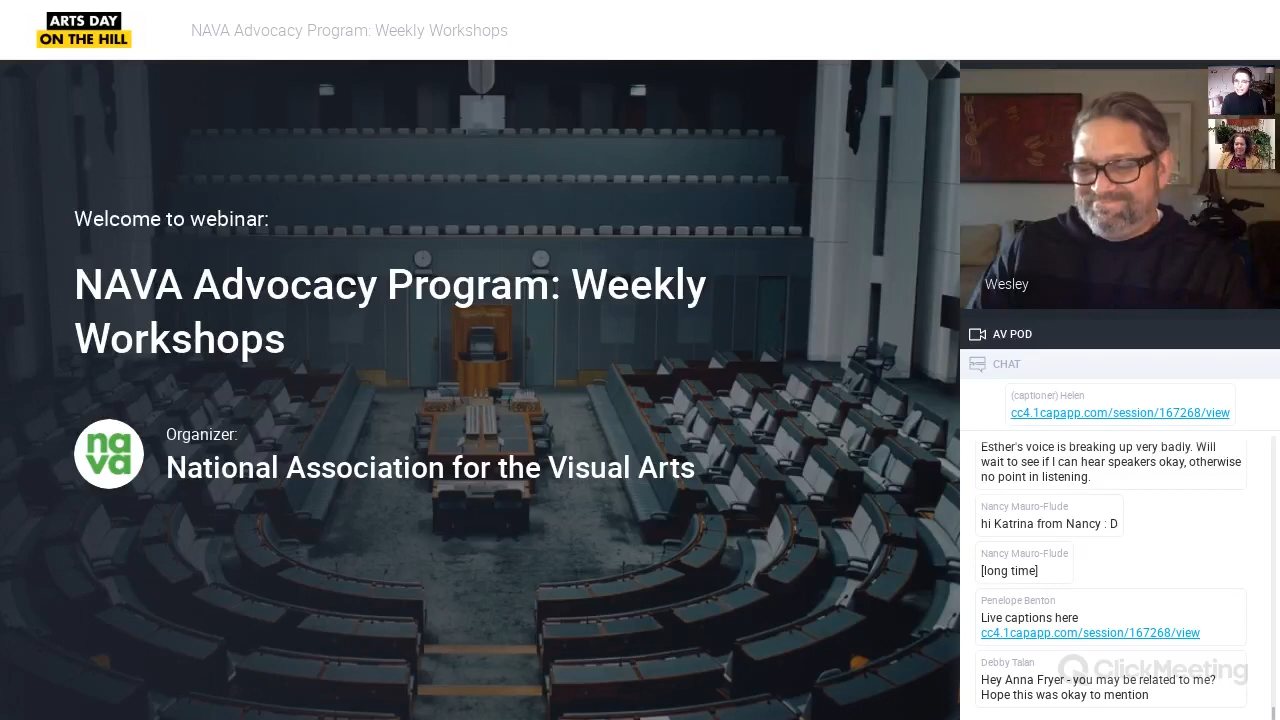 ARTS DAY
ON THE HILL
NAVA Advocacy Program: Weekly Workshops
Welcome to webinar:
NAVA Advocacy Program: Weekly
Workshops
na
va
Organizer:
National Association for the Visual Arts
Wesley
AV POD
CHAT
(captioner) Helen
cc4.1capapp.com/session/167268/view
Esther's voice is breaking up very badly. Will
wait to see if I can hear speakers okay, otherwise
no point in listening.
Nancy Mauro-Flude
hi Katrina from Nancy : D
Nancy Mauro-Flude
[long time]
Penelope Benton
Live captions here
cc4.1capapp.com/session/167268/view
Debby Talan
Hey Anna Fryer - you may be related to me?
Hope this was okay to mention
ClickMeeting